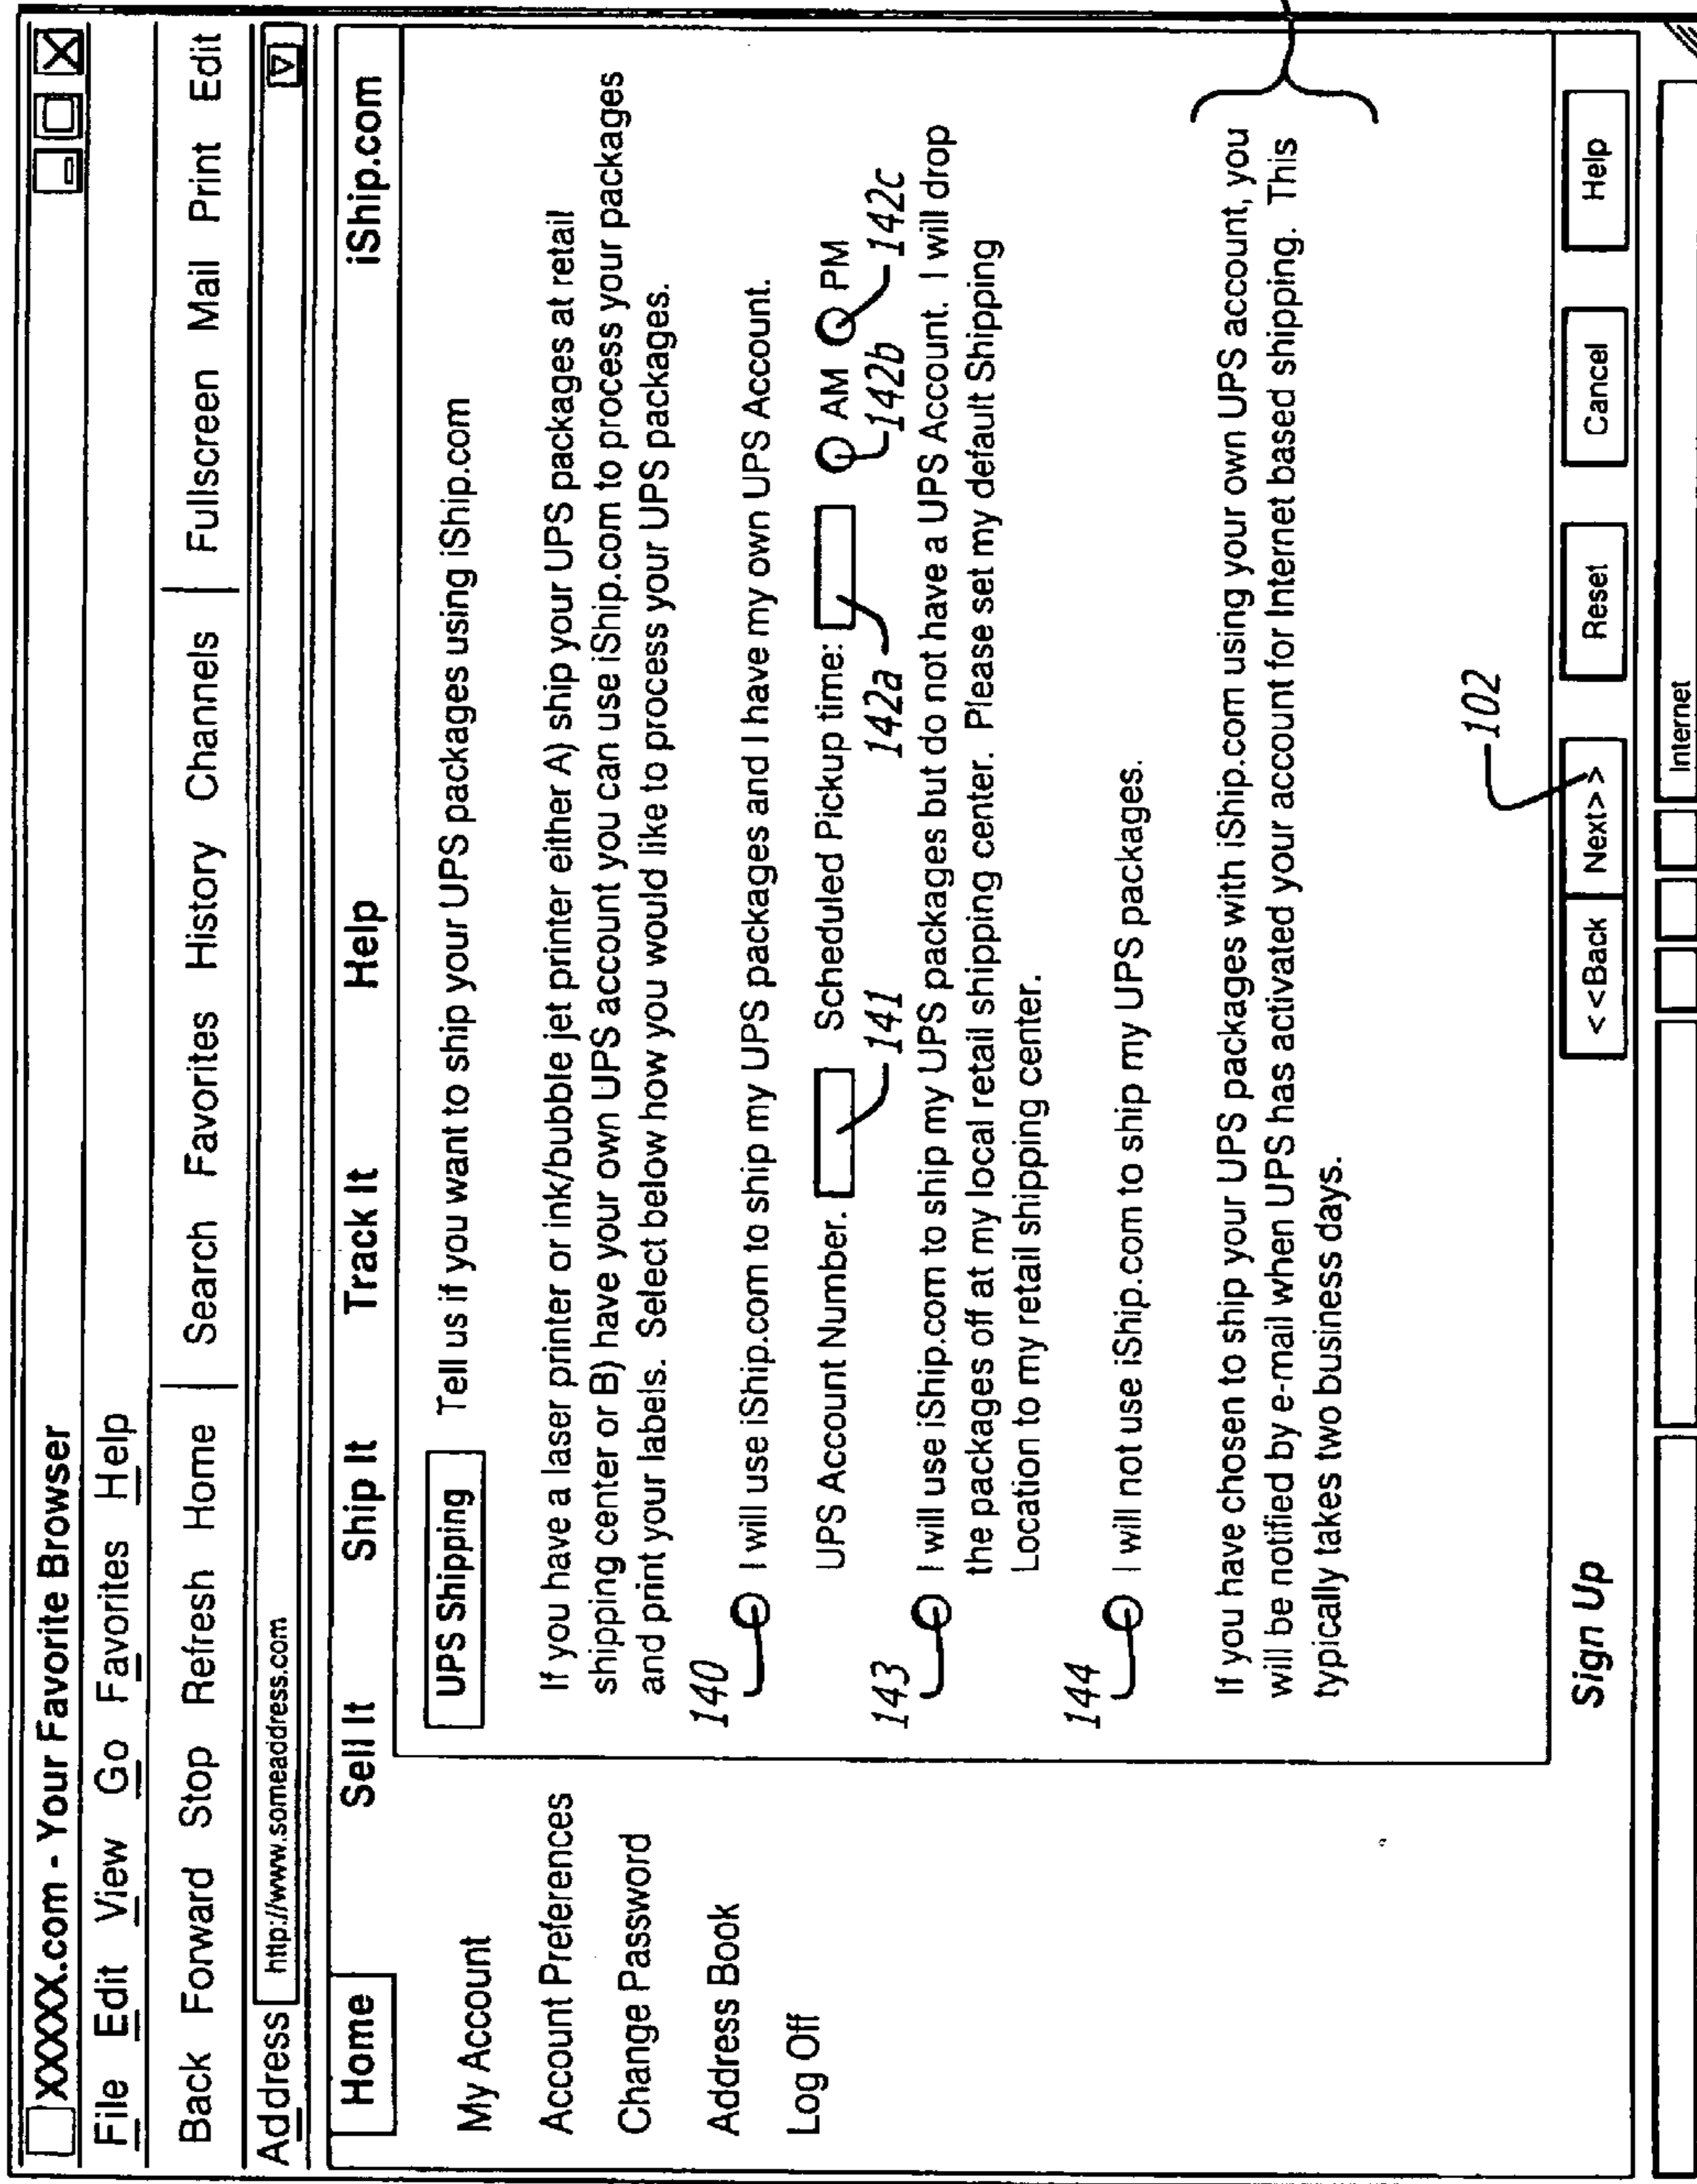 XXXXX.com - Your Favorite Browser
File Edit View Go Favorites Help
Back Forward Stop Refresh Home Search Favorites History Channels Fullscreen Mail Print Edit
Address http://www.someaddress.com
Home Sell It Ship It Track It Help iShip.com
My Account
Account Preferences
Change Password
Address Book
Log Off
UPS Shipping Tell us if you want to ship your UPS packages using iShip.com
If you have a laser printer or ink/bubble jet printer either A) ship your UPS packages at retail
shipping center or B) have your own UPS account you can use iShip.com to process your packages
and print your labels. Select below how you would like to process your UPS packages.
140
I will use iShip.com to ship my UPS packages and I have my own UPS Account.
UPS Account Number. Scheduled Pickup time: AM PM
141 142a 142b 142c
143
I will use iShip.com to ship my UPS packages but do not have a UPS Account. I will drop
the packages off at my local retail shipping center. Please set my default Shipping
Location to my retail shipping center.
144
I will not use iShip.com to ship my UPS packages.
If you have chosen to ship your UPS packages with iShip.com using your own UPS account, you
will be notified by e-mail when UPS has activated your account for Internet based shipping. This
typically takes two business days.
102
Sign Up <<Back Next>> Reset Cancel Help
Internet